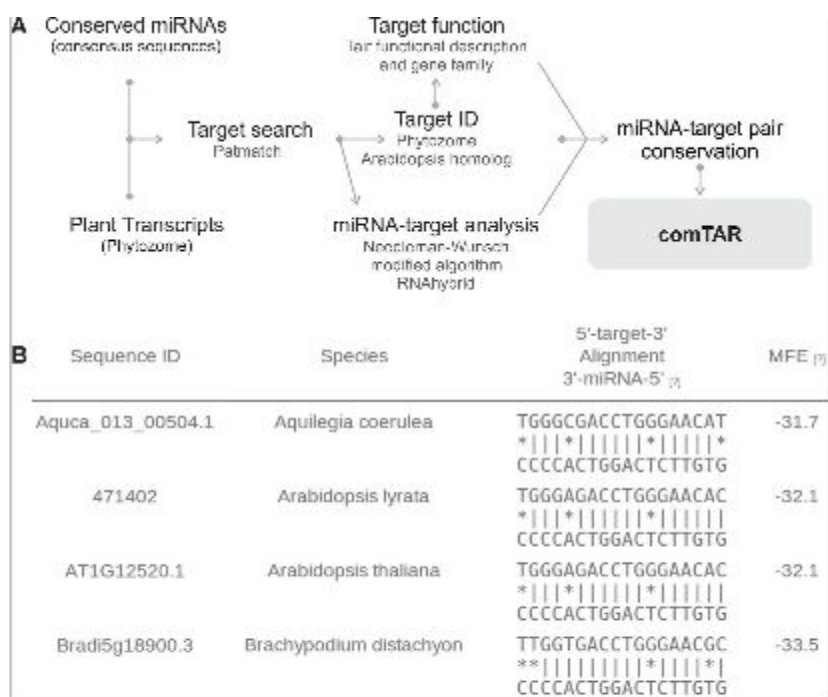 A
Conserved miRNAs
(consensus sequences)
Target function
Tair functional description
and gene family
Target search
Patmatch
Target ID
Phytozome
Arabidopsis homolog
miRNA-target pair
conservation
Plant Transcripts
(Phytozome)
miRNA-target analysis
Needleman-Wunsch
modified algorithm
RNAhybrid
comTAR
B
Sequence ID Species 5'-target-3' Alignment 3'-miRNA-5' [?] MFE [?]
Aquca_013_00504.1 Aquilegia coerulea TGGGCGACCTGGGAACAT -31.7
*|||*||||||*|||||*
CCCCACTGGACTCTTGTG
471402 Arabidopsis lyrata TGGGAGACCTGGGAACAC -32.1
*|||*||||||*||||||
CCCCACTGGACTCTTGTG
AT1G12520.1 Arabidopsis thaliana TGGGAGACCTGGGAACAC -32.1
*|||*||||||*||||||
CCCCACTGGACTCTTGTG
Bradi5g18900.3 Brachypodium distachyon TTGGTGACCTGGGAACGC -33.5
**|||||||||*||||*|
CCCCACTGGACTCTTGTG